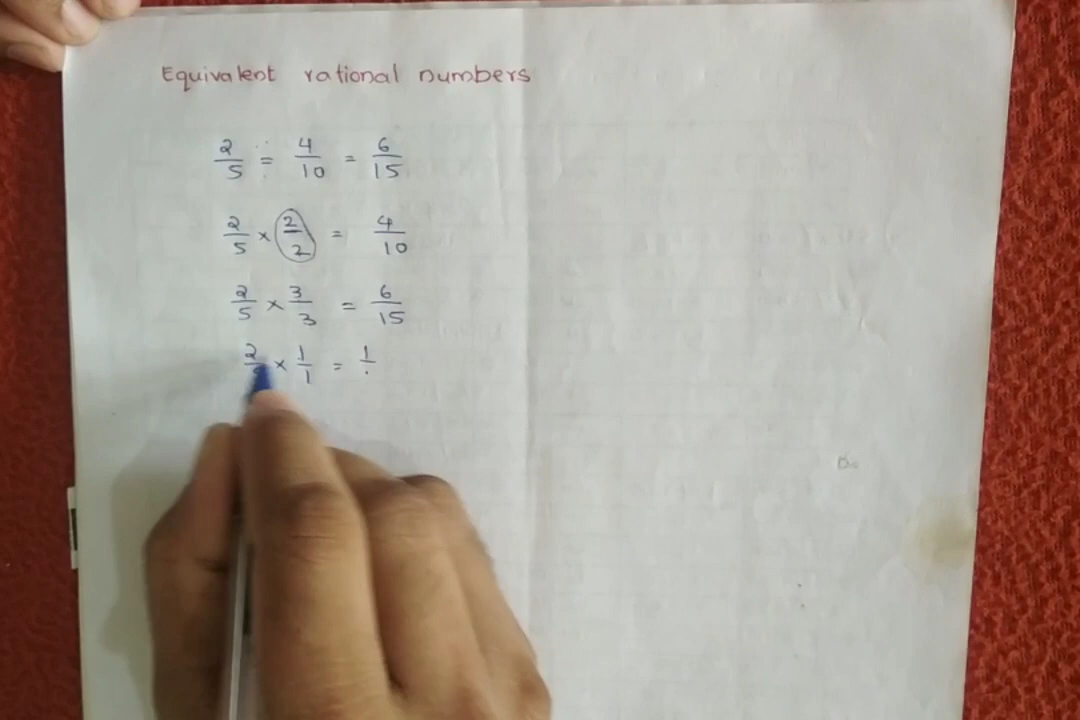 Equivalent rational numbers
2/5 = 4/10 = 6/15
2/5 × 2/2 = 4/10
2/5 × 3/3 = 6/15
2/ × 1/1 = 1/